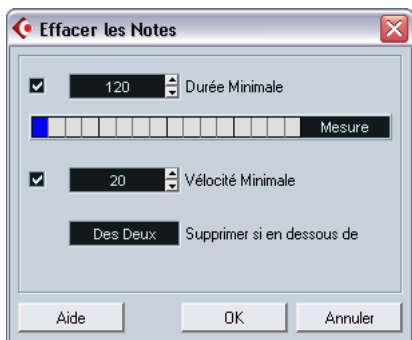 Effacer les Notes
120 Durée Minimale
Mesure
20 Vélocité Minimale
Des Deux Supprimer si en dessous de
Aide OK Annuler